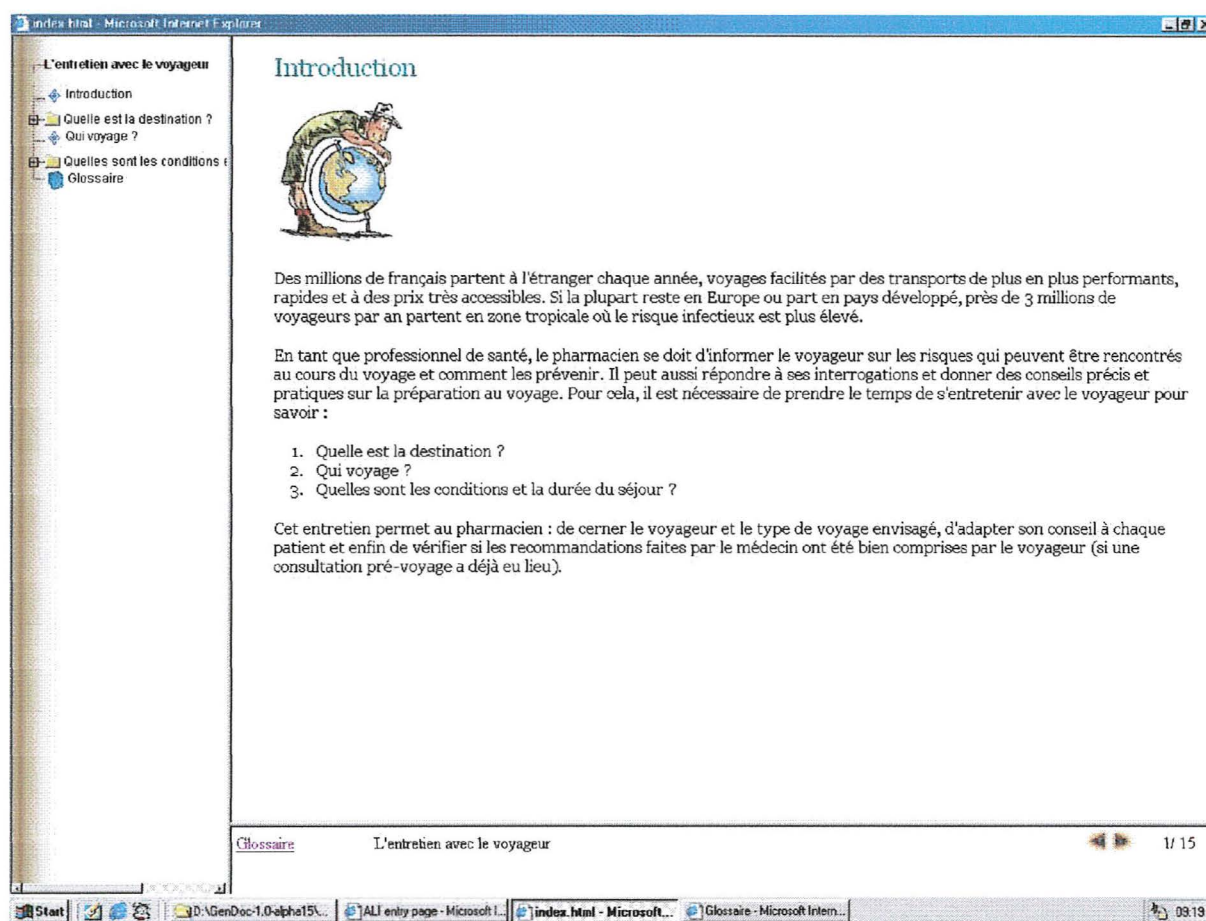 index.html - Microsoft Internet Explorer
L'entretien avec le voyageur
Introduction
Quelle est la destination ?
Qui voyage ?
Quelles sont les conditions e
Glossaire
Introduction
Des millions de français partent à l'étranger chaque année, voyages facilités par des transports de plus en plus performants,
rapides et à des prix très accessibles. Si la plupart reste en Europe ou part en pays développé, près de 3 millions de
voyageurs par an partent en zone tropicale où le risque infectieux est plus élevé.
En tant que professionnel de santé, le pharmacien se doit d'informer le voyageur sur les risques qui peuvent être rencontrés
au cours du voyage et comment les prévenir. Il peut aussi répondre à ses interrogations et donner des conseils précis et
pratiques sur la préparation au voyage. Pour cela, il est nécessaire de prendre le temps de s'entretenir avec le voyageur pour
savoir :
1. Quelle est la destination ?
2. Qui voyage ?
3. Quelles sont les conditions et la durée du séjour ?
Cet entretien permet au pharmacien : de cerner le voyageur et le type de voyage envisagé, d'adapter son conseil à chaque
patient et enfin de vérifier si les recommandations faites par le médecin ont été bien comprises par le voyageur (si une
consultation pré-voyage a déjà eu lieu).
Glossaire L'entretien avec le voyageur 1/ 15
Start D:\GenDoc-1.0-alpha15\... ALI entry page - Microsoft I... index.html - Microsoft... Glossaire - Microsoft Intern... 09:19